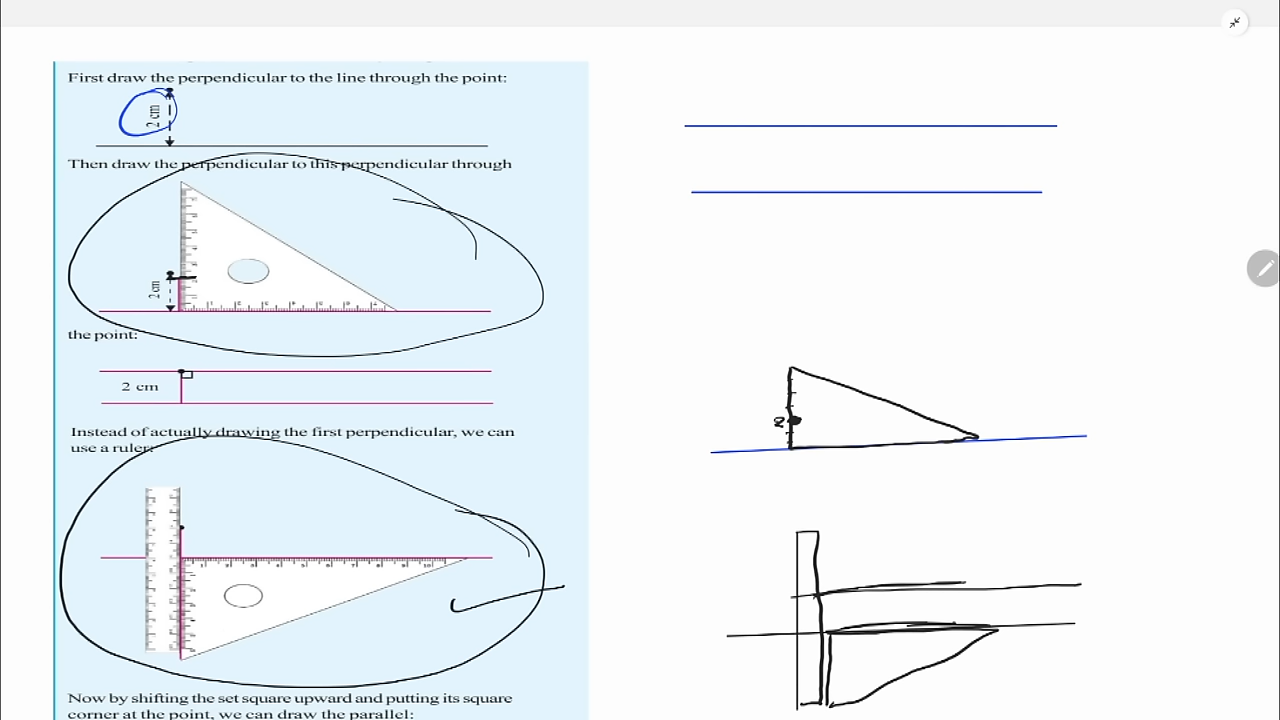 First draw the perpendicular to the line through the point:
2 cm
Then draw the perpendicular to this perpendicular through
2 cm
the point:
2 cm
Instead of actually drawing the first perpendicular, we can
use a ruler:
2
Now by shifting the set square upward and putting its square
corner at the point, we can draw the parallel: